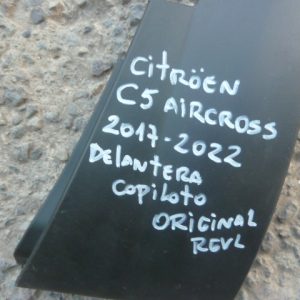 CitRÖEN
C5 AIRCROSS
2017-2022
DELANTERA
COPILOTO
ORIGINAL
REVL